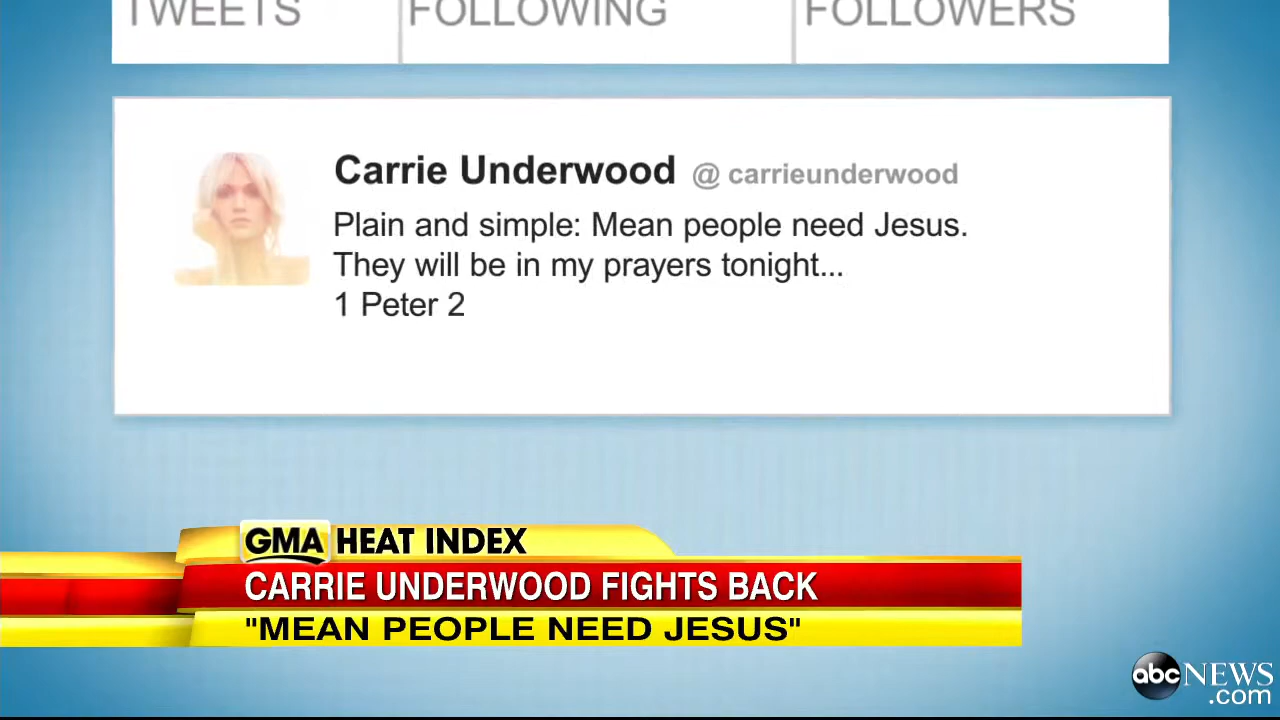 TWEETS FOLLOWING FOLLOWERS
Carrie Underwood @ carrieunderwood
Plain and simple: Mean people need Jesus.
They will be in my prayers tonight...
1 Peter 2
GMA HEAT INDEX
CARRIE UNDERWOOD FIGHTS BACK
"MEAN PEOPLE NEED JESUS"
abc NEWS
.com